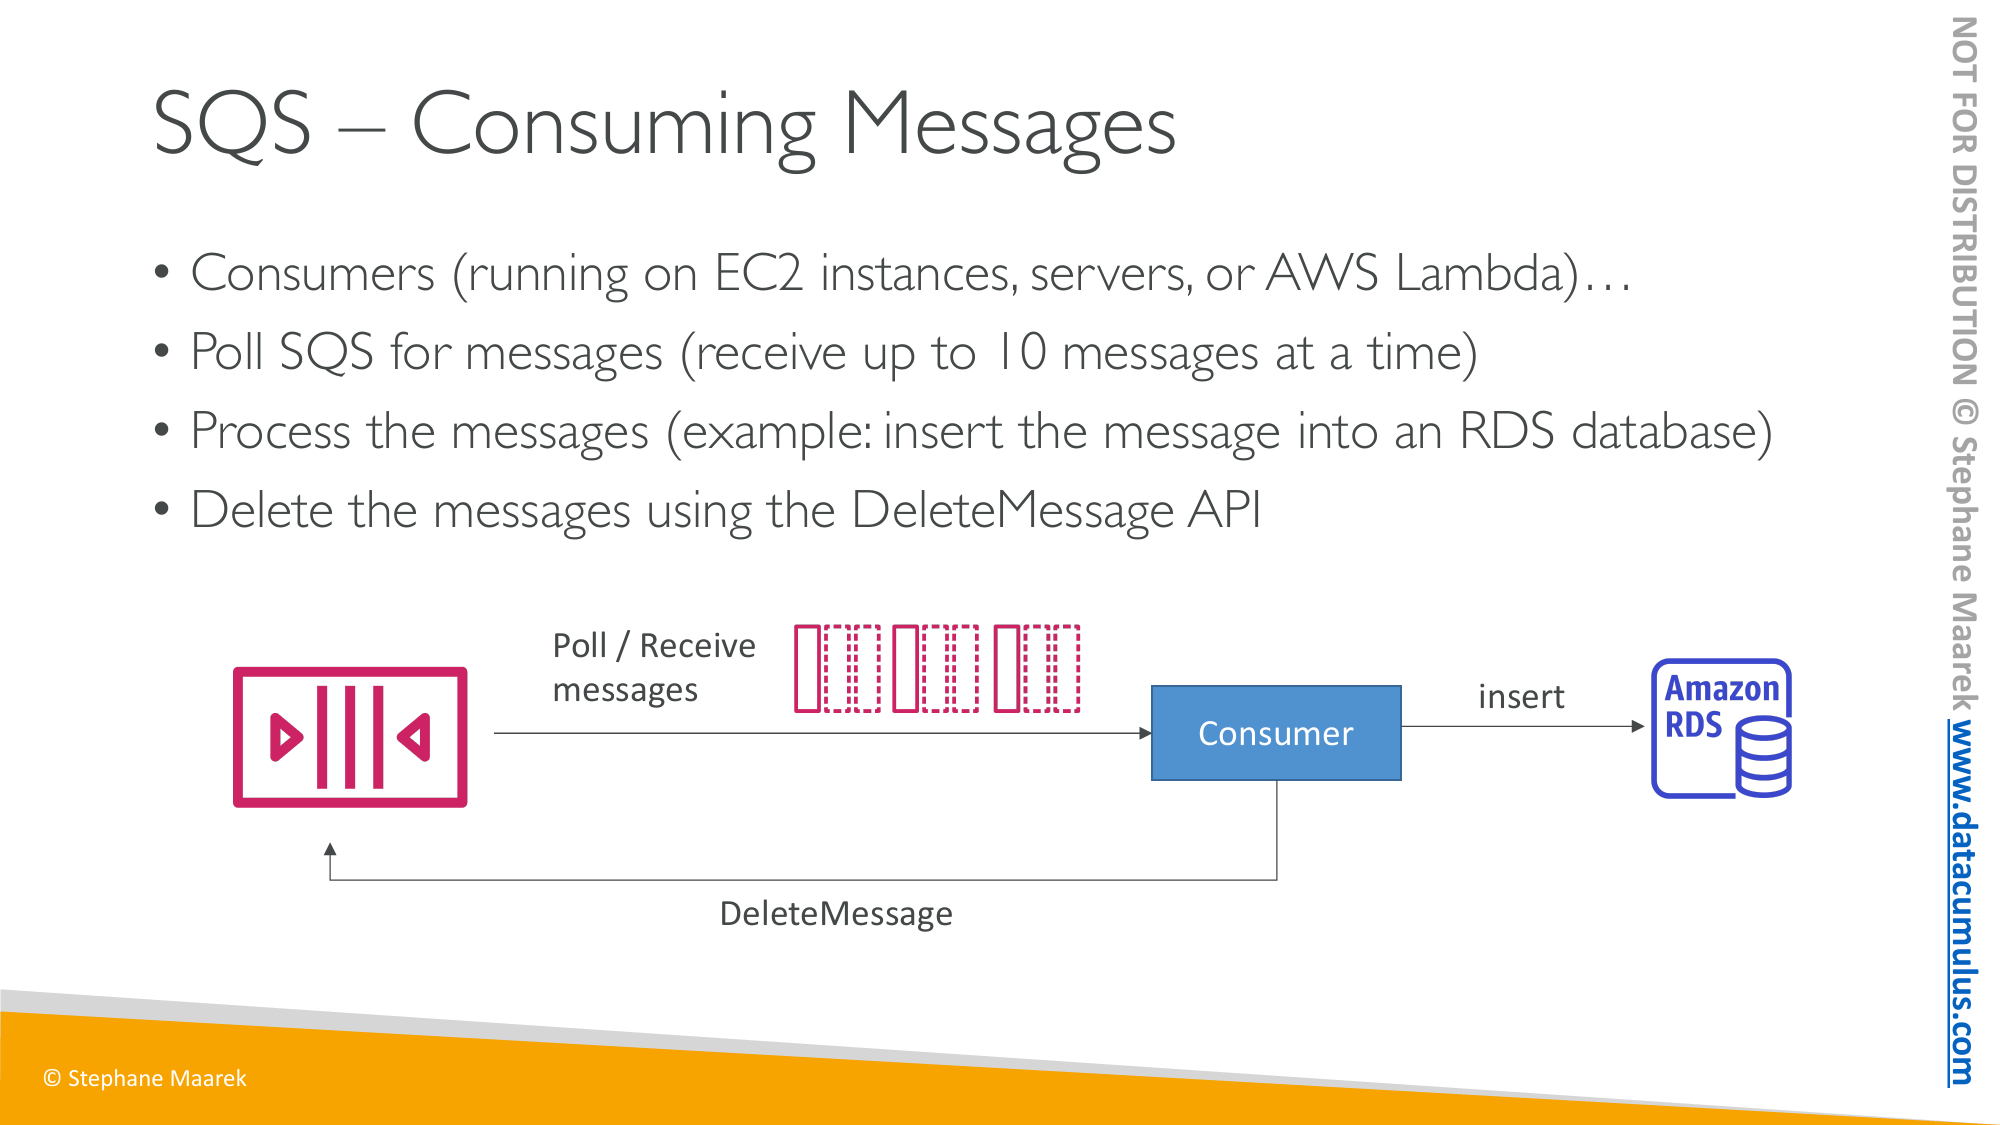 SQS – Consuming Messages
• Consumers (running on EC2 instances, servers, or AWS Lambda)…
• Poll SQS for messages (receive up to 10 messages at a time)
• Process the messages (example: insert the message into an RDS database)
• Delete the messages using the DeleteMessage API
Poll / Receive
messages
Consumer
insert
Amazon
RDS
DeleteMessage
© Stephane Maarek
NOT FOR DISTRIBUTION © Stephane Maarek www.datacumulus.com